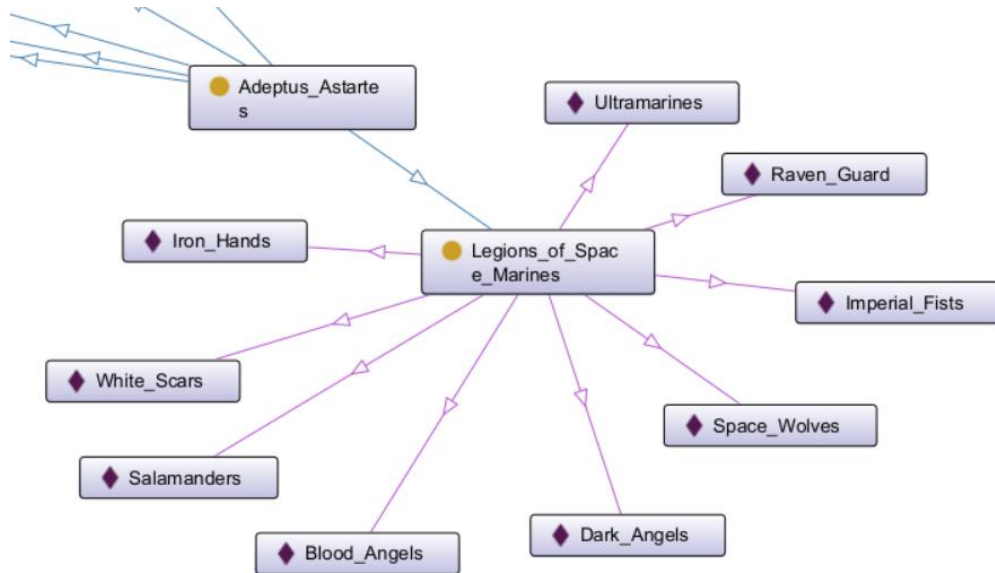 Adeptus_Astarte
s
Ultramarines
Raven_Guard
Iron_Hands
Legions_of_Spac
e_Marines
Imperial_Fists
White_Scars
Space_Wolves
Salamanders
Dark_Angels
Blood_Angels